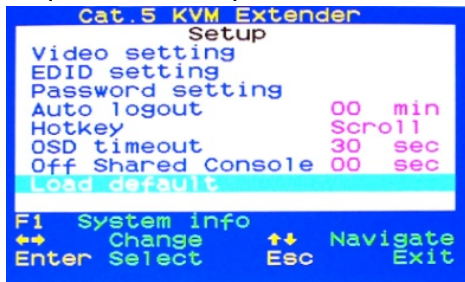 Cat.5 KVM Extender
Setup
Video setting
EDID setting
Password setting
Auto logout 00 min
Hotkey Scroll
OSD timeout 30 sec
Off Shared Console 00 sec
Load default
F1 System info
↔ Change ↕ Navigate
Enter Select Esc Exit